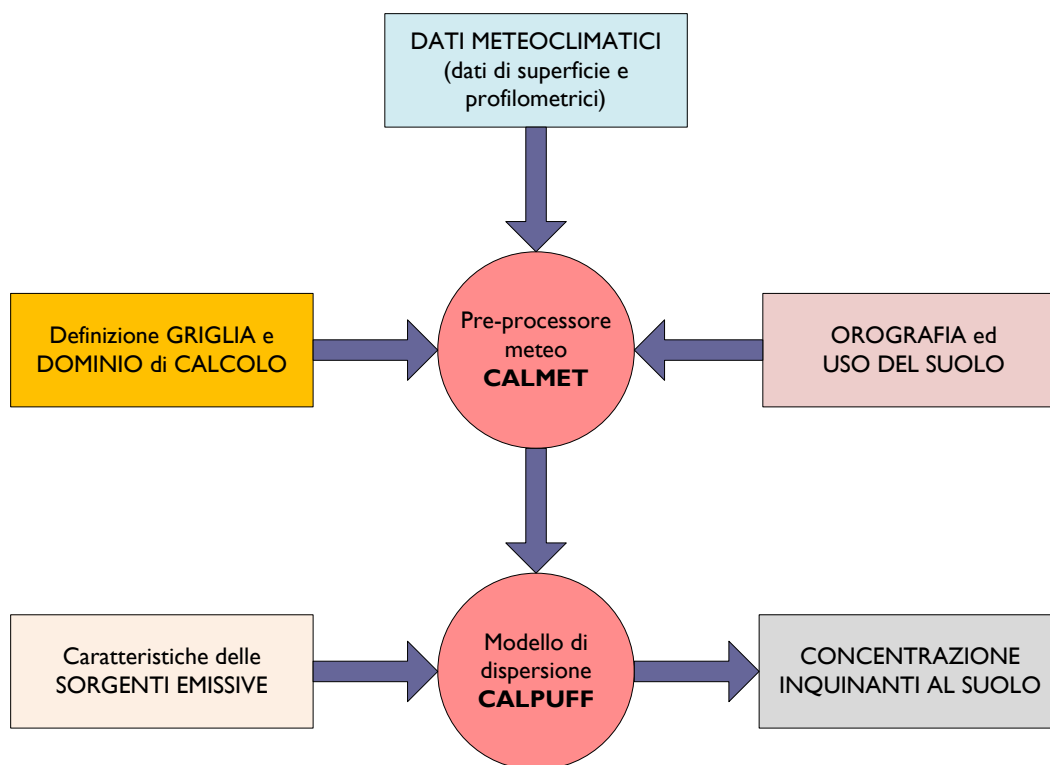 DATI METEOCLIMATICI
(dati di superficie e
profilometrici)
Definizione GRIGLIA e
DOMINIO di CALCOLO
Pre-processore
meteo
CALMET
OROGRAFIA ed
USO DEL SUOLO
Caratteristiche delle
SORGENTI EMISSIVE
Modello di
dispersione
CALPUFF
CONCENTRAZIONE
INQUINANTI AL SUOLO